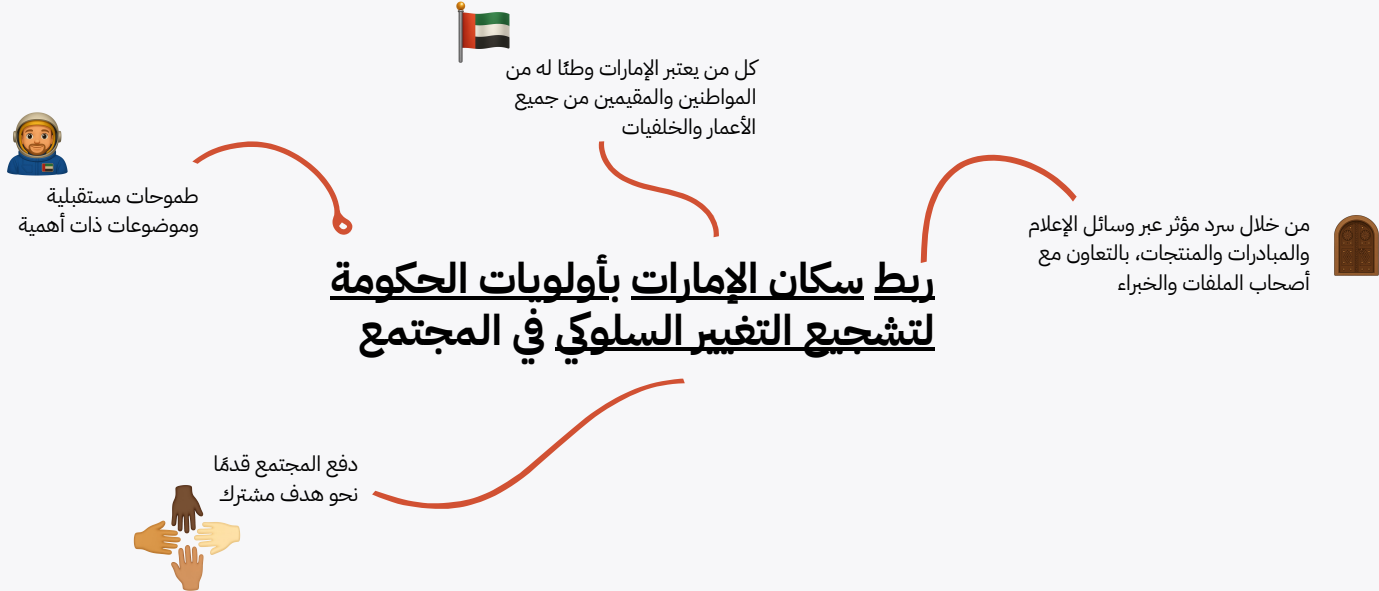 كل من يعتبر الإمارات وطنًا له من
المواطنين والمقيمين من جميع
الأعمار والخلفيات
من خلال سرد مؤثر عبر وسائل الإعلام
والمبادرات والمنتجات، بالتعاون مع
أصحاب الملفات والخبراء
طموحات مستقبلية
وموضوعات ذات أهمية
ربط سكان الإمارات بأولويات الحكومة
لتشجيع التغيير السلوكي في المجتمع
دفع المجتمع قدمًا
نحو هدف مشترك